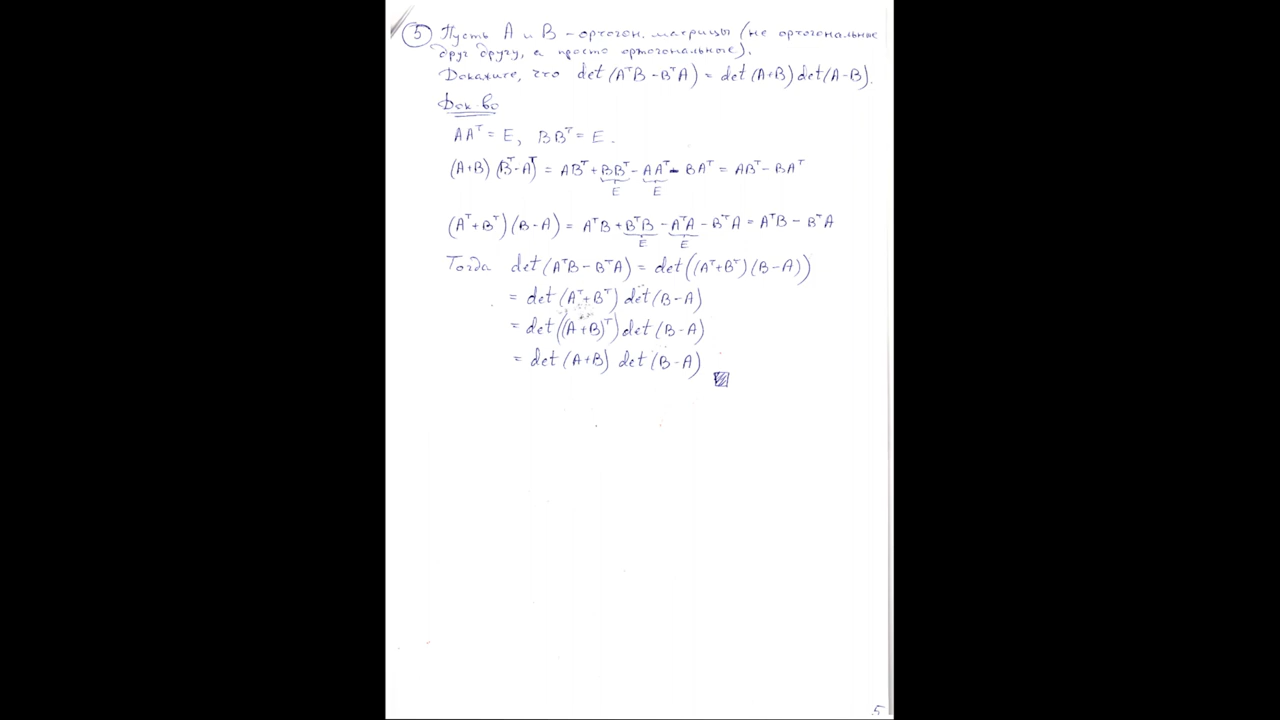 ⑤ Пусть A и B – ортогон. матрицы (не ортогональные
друг другу, а просто ортогональные).
Докажите, что det(AᵀB – BᵀA) = det(A+B) det(A–B).
Док-во
AAᵀ = E, BBᵀ = E.
(A+B)(Bᵀ–Aᵀ) = ABᵀ + BBᵀ – AAᵀ – BAᵀ = ABᵀ – BAᵀ
E E
(Aᵀ+Bᵀ)(B–A) = AᵀB + BᵀB – AᵀA – BᵀA = AᵀB – BᵀA
E E
Тогда det(AᵀB – BᵀA) = det((Aᵀ+Bᵀ)(B–A))
= det(Aᵀ+Bᵀ) det(B–A)
= det((A+B)ᵀ) det(B–A)
= det(A+B) det(B–A)
5